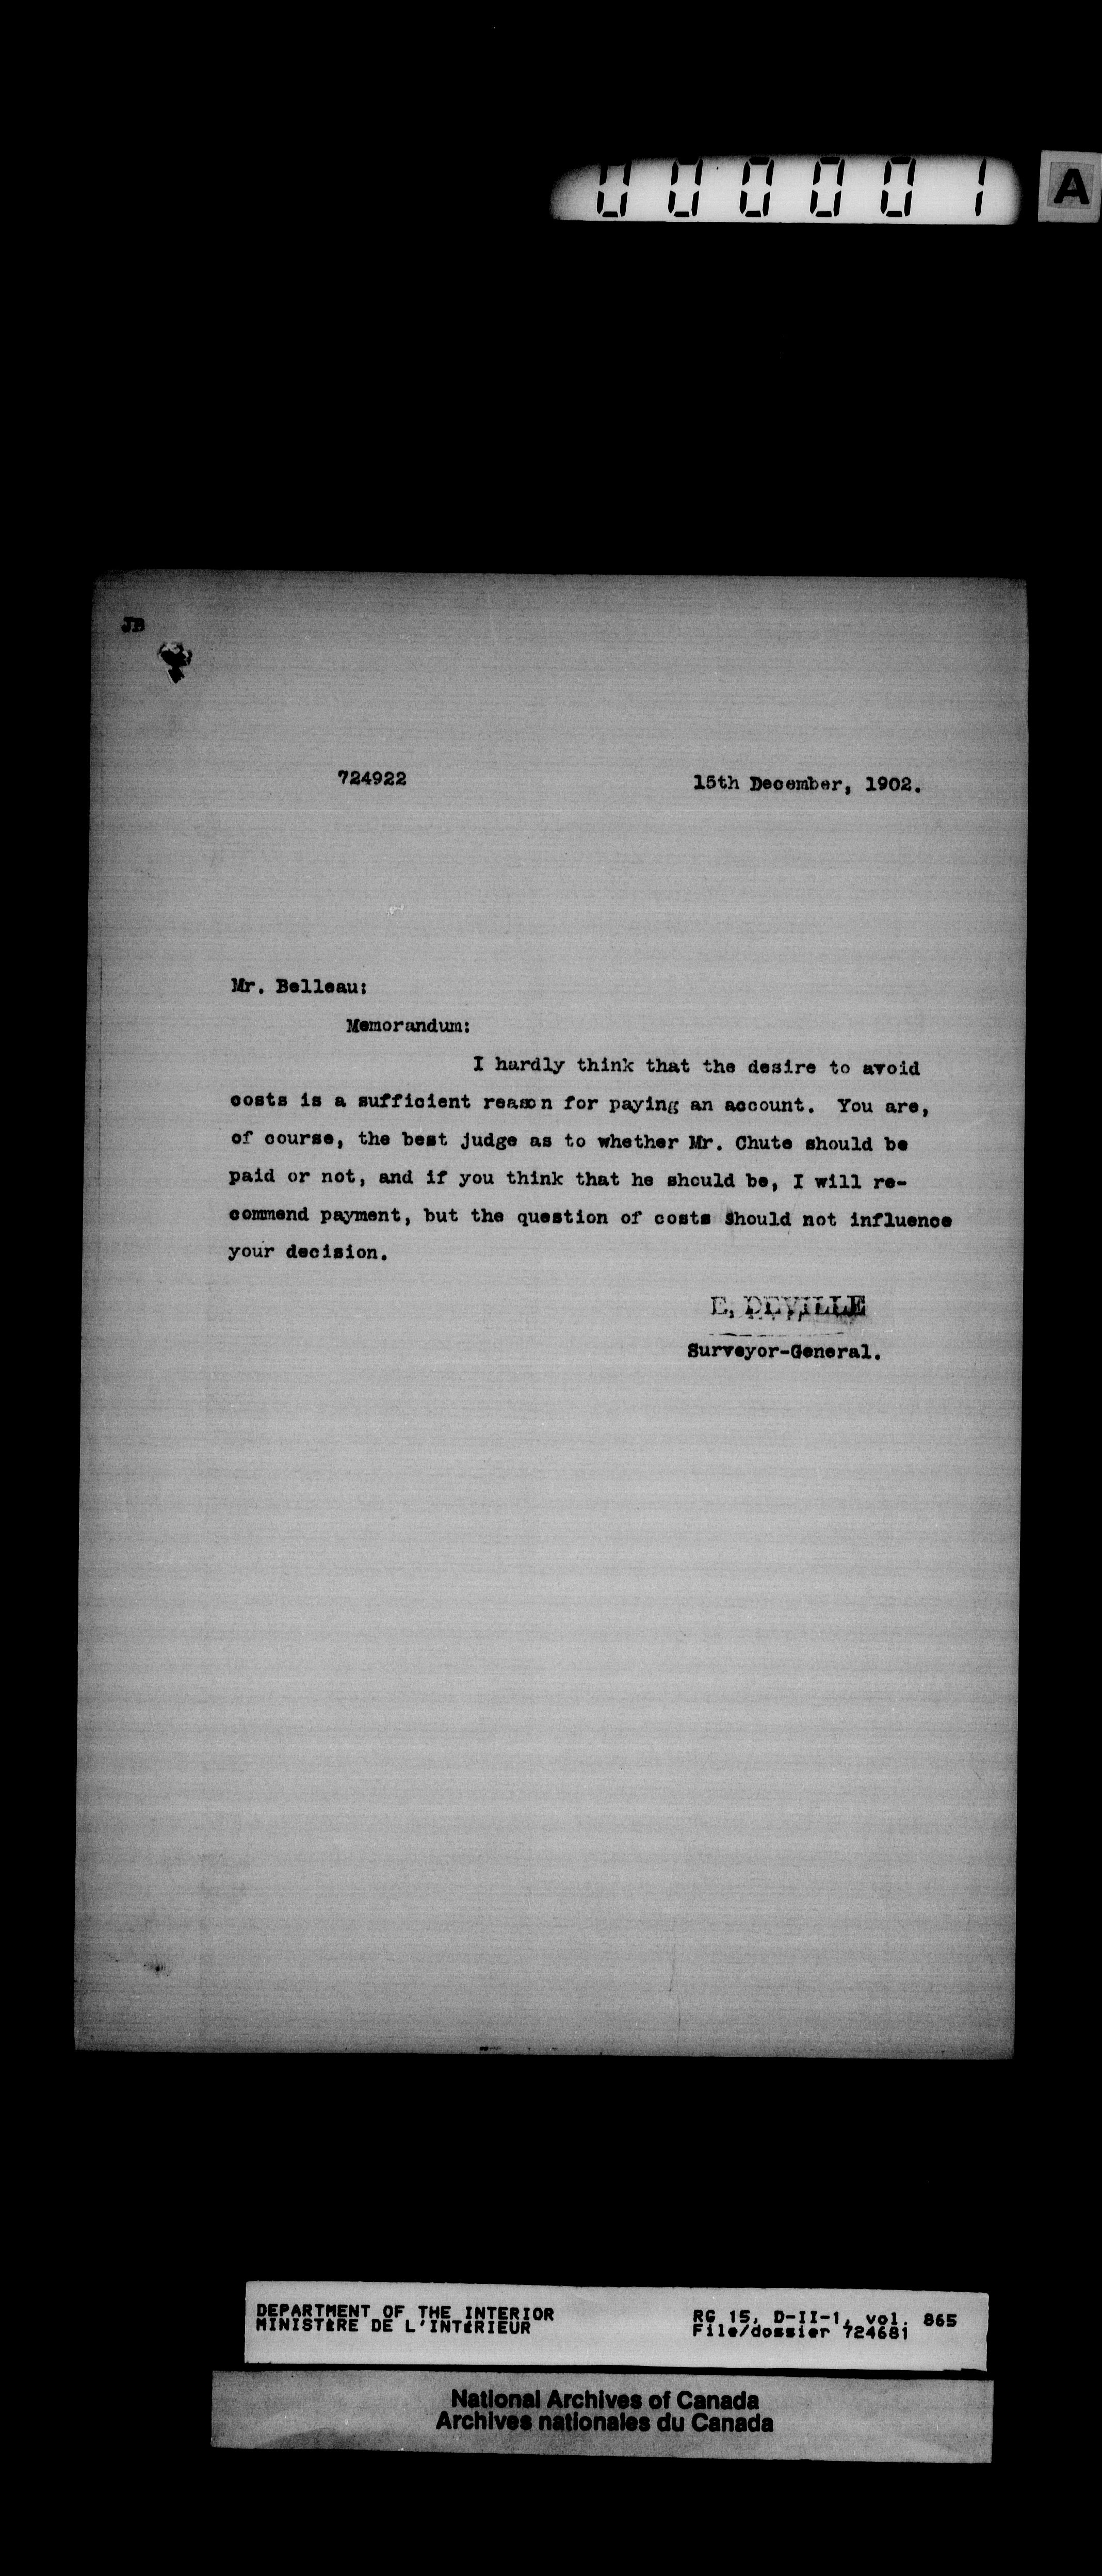 000001 A
JB
724922 15th December, 1902.
Mr. Belleau:
Memorandum:
I hardly think that the desire to avoid
costs is a sufficient reason for paying an account. You are,
of course, the best judge as to whether Mr. Chute should be
paid or not, and if you think that he should be, I will re-
commend payment, but the question of costs should not influence
your decision.
E. DEVILLE
Surveyor-General.
DEPARTMENT OF THE INTERIOR RG 15, D-II-1, vol. 865
MINISTÈRE DE L'INTÉRIEUR File/dossier 724681
National Archives of Canada
Archives nationales du Canada